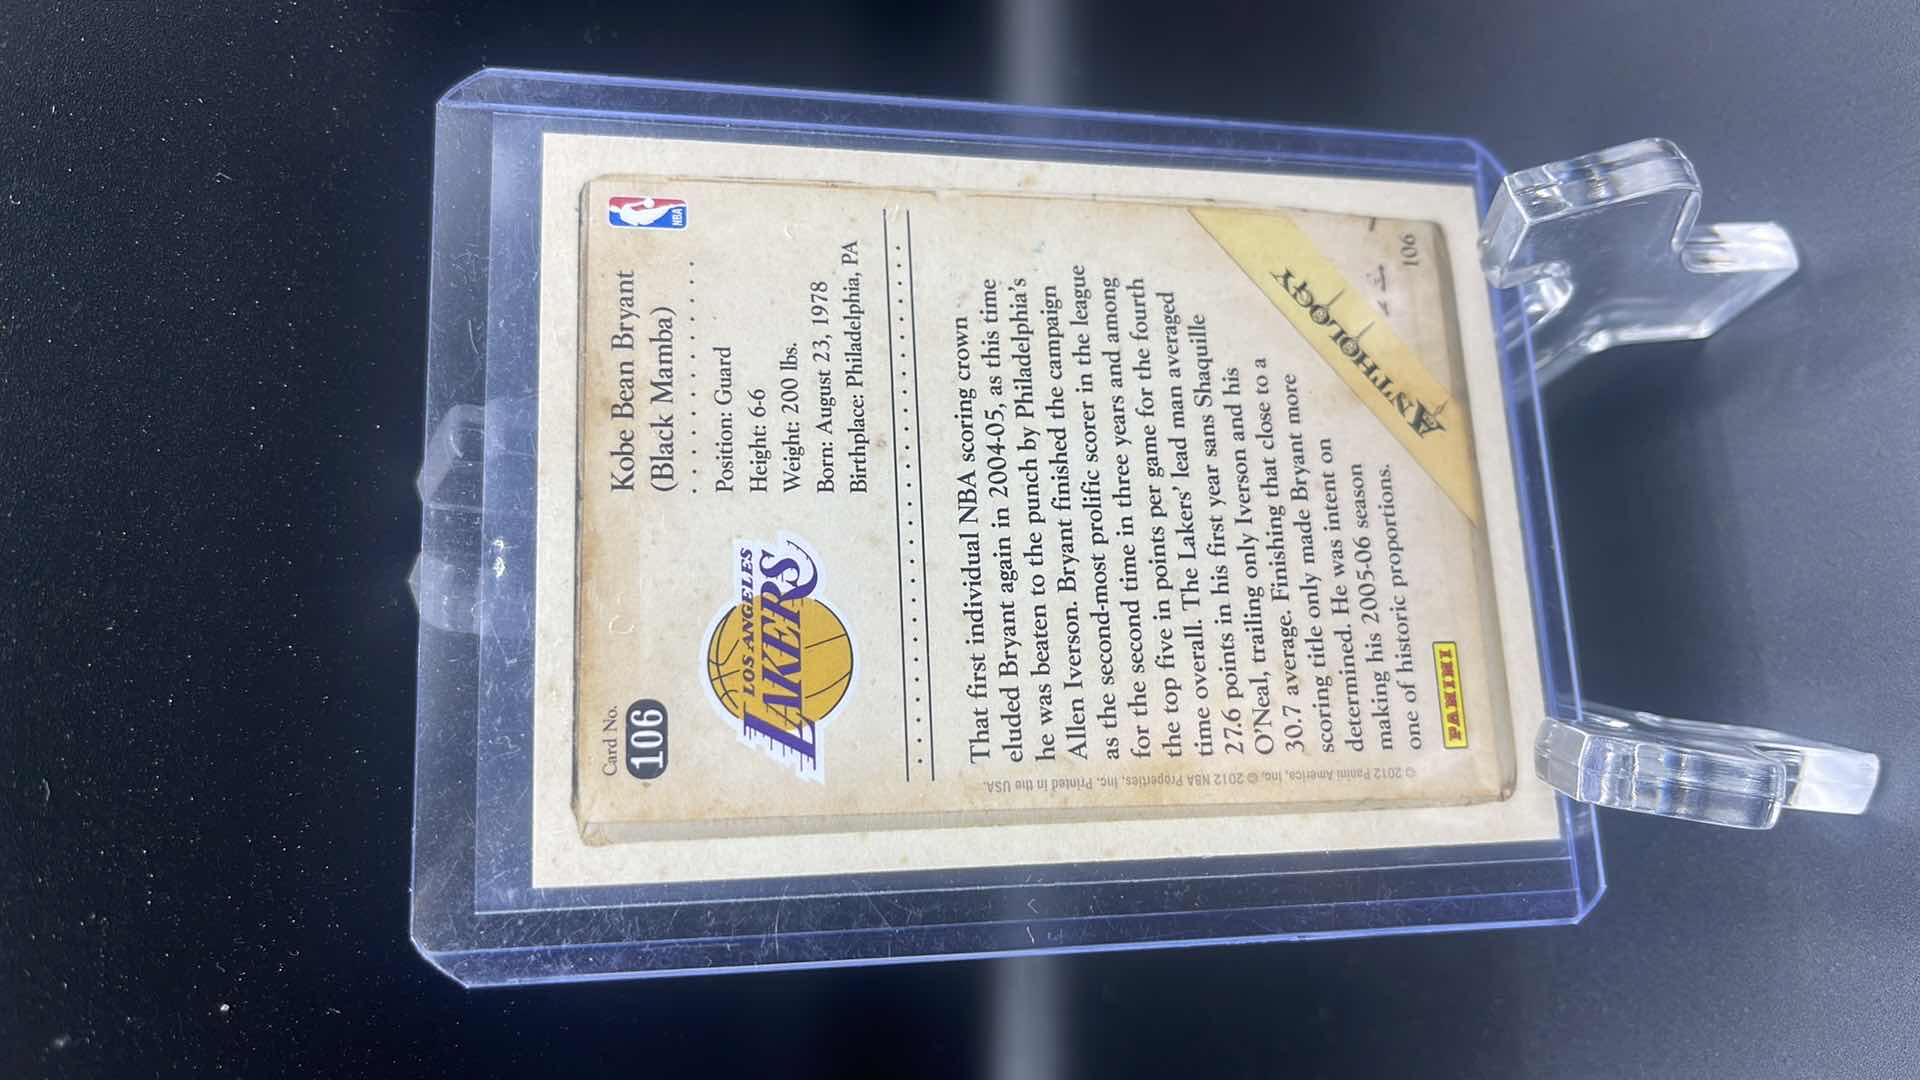 Card No.
106
Kobe Bean Bryant
(Black Mamba)
NBA
Position: Guard
Height: 6-6
Weight: 200 lbs.
Born: August 23, 1978
Birthplace: Philadelphia, PA
LOS ANGELES
LAKERS
That first individual NBA scoring crown
eluded Bryant again in 2004-05, as this time
he was beaten to the punch by Philadelphia's
Allen Iverson. Bryant finished the campaign
as the second-most prolific scorer in the league
for the second time in three years and among
the top five in points per game for the fourth
time overall. The Lakers' lead man averaged
27.6 points in his first year sans Shaquille
O'Neal, trailing only Iverson and his
30.7 average. Finishing that close to a
scoring title only made Bryant more
determined. He was intent on
making his 2005-06 season
one of historic proportions.
© 2012 Panini America, Inc. © 2012 NBA Properties, Inc. Printed in the USA.
PANINI
ANTHOLOGY
106